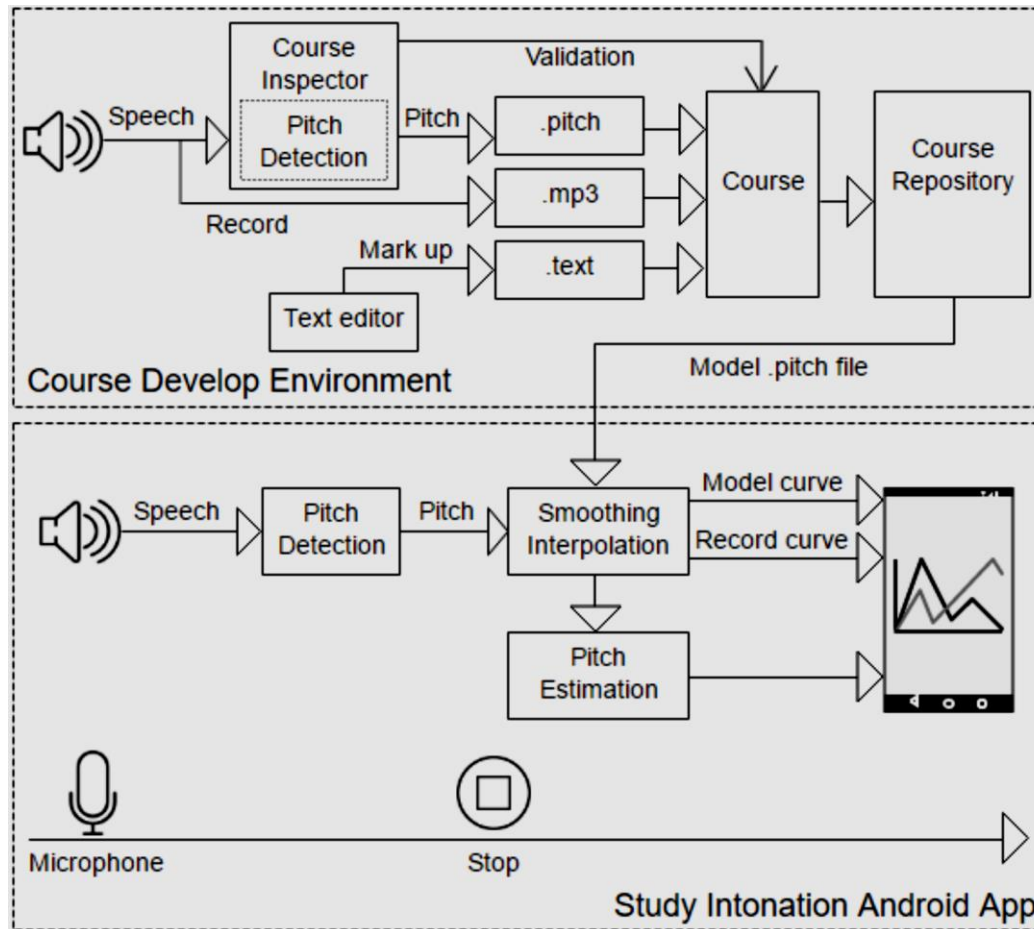 Course
Inspector
Validation
Speech
Pitch
Detection
Pitch
.pitch
Course
Course
Repository
.mp3
Record
Mark up
.text
Text editor
Model .pitch file
Course Develop Environment
Speech
Pitch
Detection
Pitch
Smoothing
Interpolation
Model curve
Record curve
Pitch
Estimation
Microphone
Stop
Study Intonation Android App